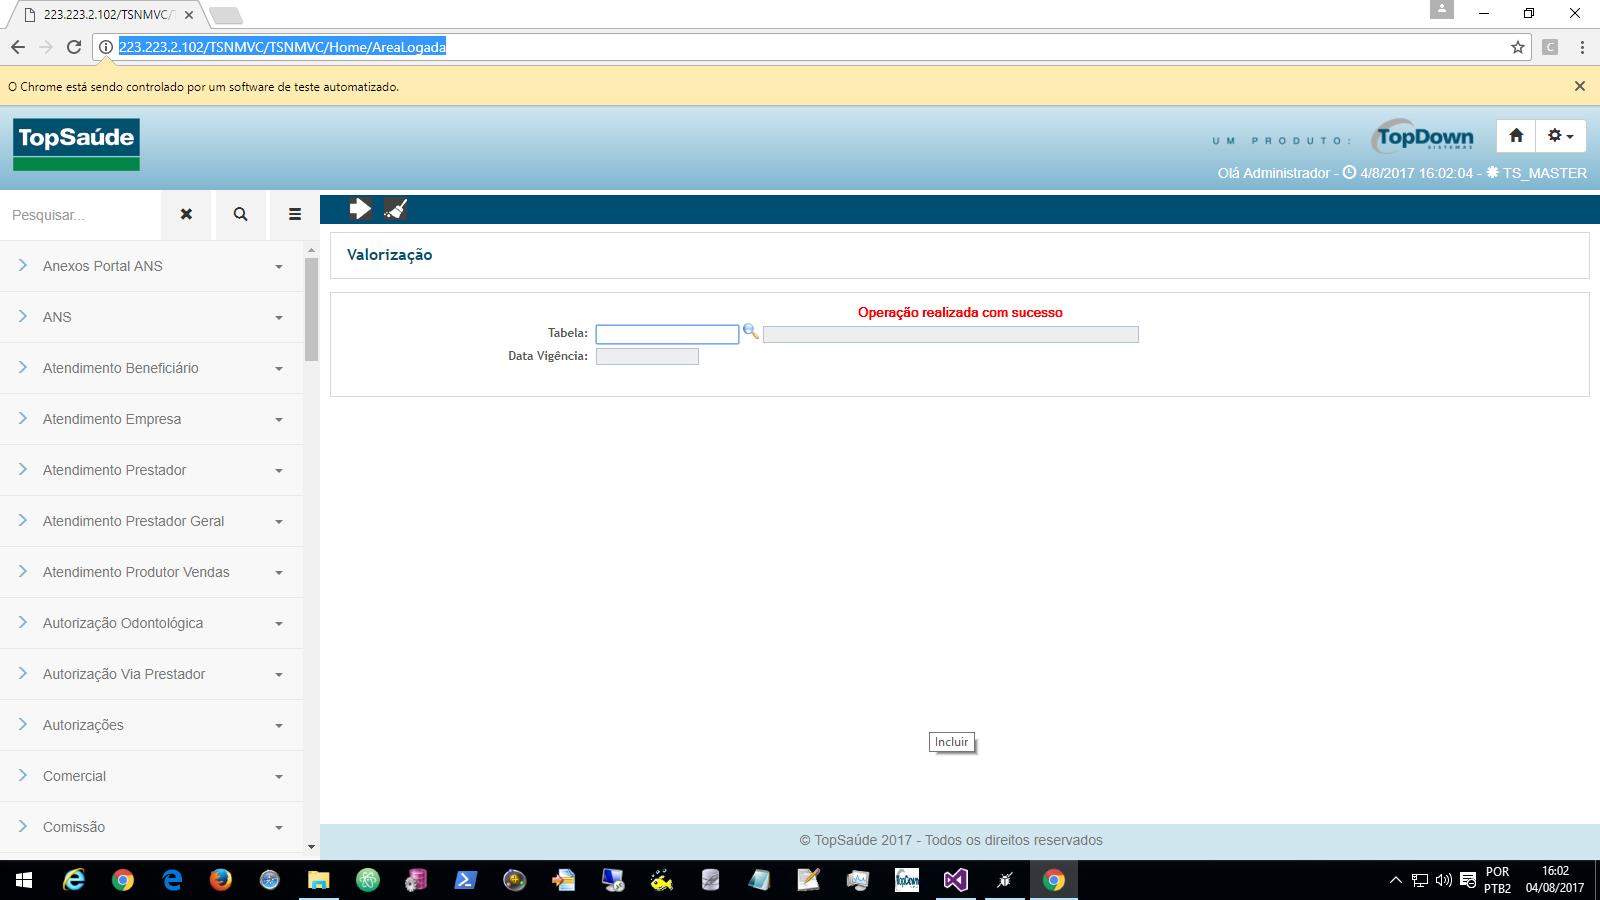 223.223.2.102/TSNMVC/T
223.223.2.102/TSNMVC/TSNMVC/Home/AreaLogada
C
O Chrome está sendo controlado por um software de teste automatizado.
TopSaúde
UM PRODUTO:
TopDown
SISTEMAS
Olá Administrador - 4/8/2017 16:02:04 - TS_MASTER
Pesquisar...
Anexos Portal ANS
ANS
Atendimento Beneficiário
Atendimento Empresa
Atendimento Prestador
Atendimento Prestador Geral
Atendimento Produtor Vendas
Autorização Odontológica
Autorização Via Prestador
Autorizações
Comercial
Comissão
Valorização
Operação realizada com sucesso
Tabela:
Data Vigência:
Incluir
© TopSaúde 2017 - Todos os direitos reservados
TopDown
POR
PTB2
16:02
04/08/2017